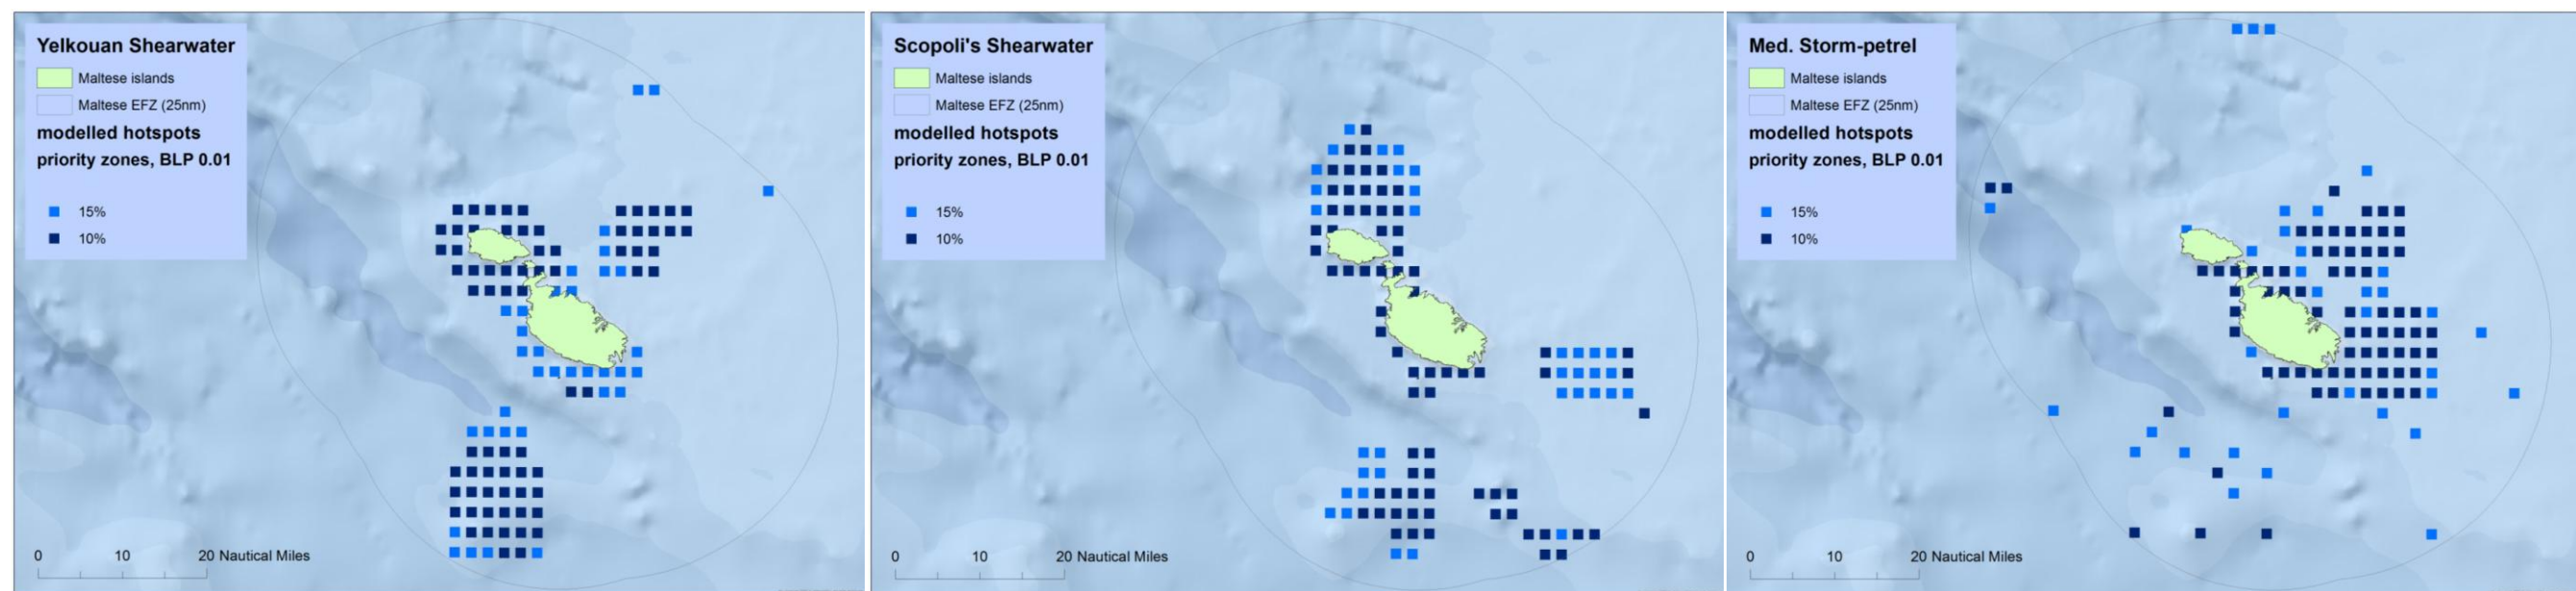 Yelkouan Shearwater
Maltese islands
Maltese EFZ (25nm)
modelled hotspots
priority zones, BLP 0.01
15%
10%
0 10 20 Nautical Miles
Scopoli's Shearwater
Maltese islands
Maltese EFZ (25nm)
modelled hotspots
priority zones, BLP 0.01
15%
10%
0 10 20 Nautical Miles
Med. Storm-petrel
Maltese islands
Maltese EFZ (25nm)
modelled hotspots
priority zones, BLP 0.01
15%
10%
0 10 20 Nautical Miles